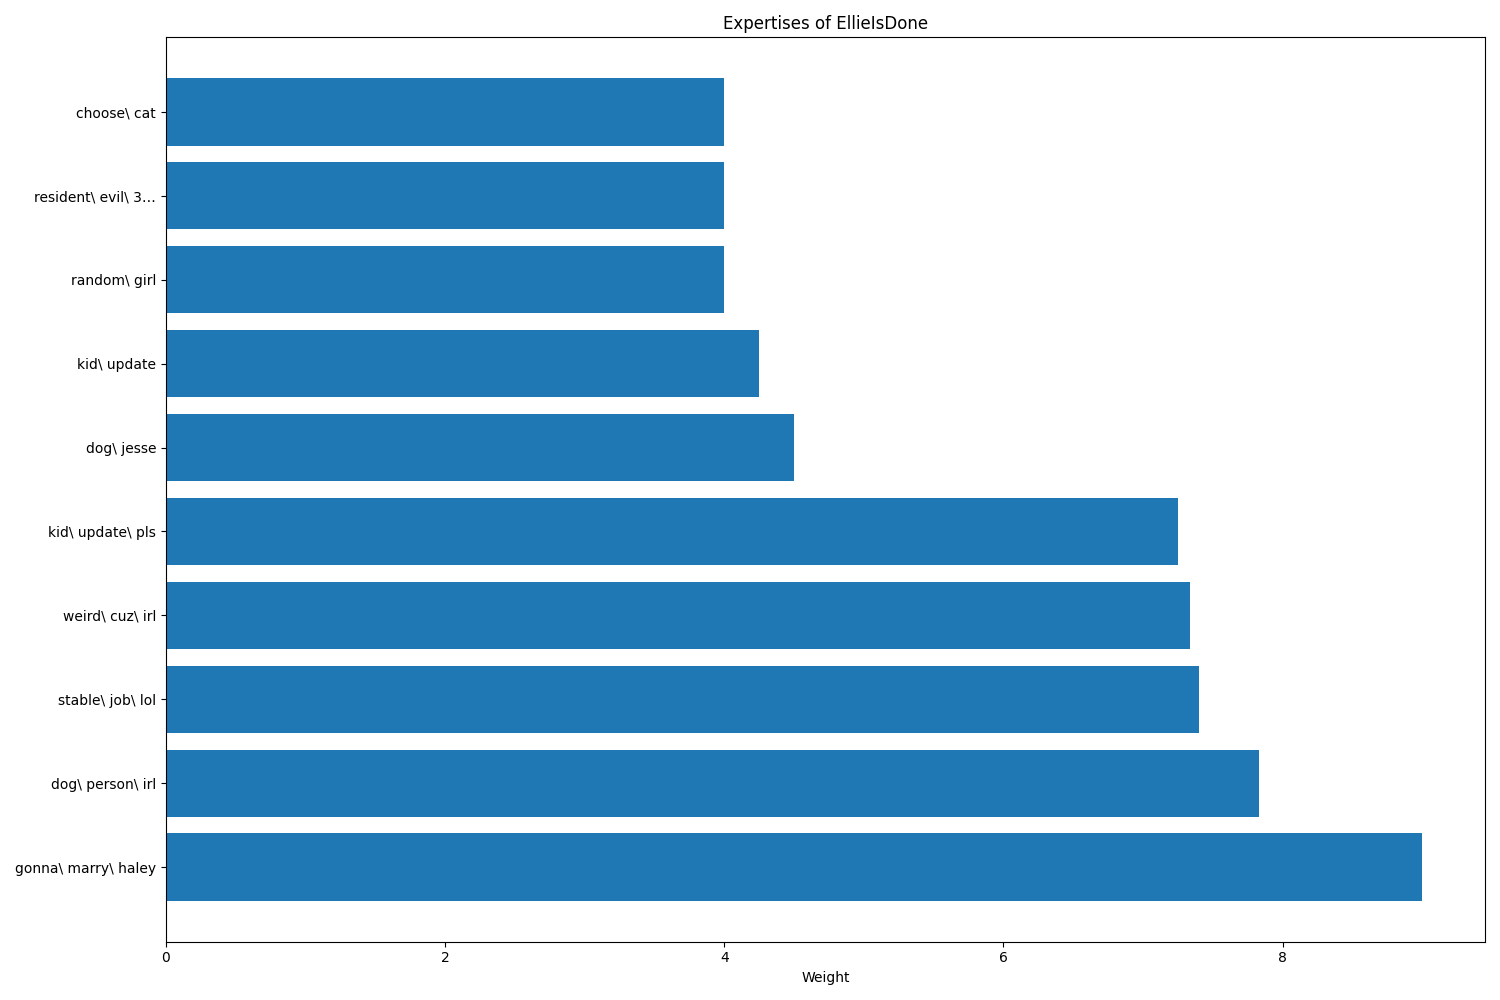 Expertises of EllieIsDone
choose\ cat
resident\ evil\ 3...
random\ girl
kid\ update
dog\ jesse
kid\ update\ pls
weird\ cuz\ irl
stable\ job\ lol
dog\ person\ irl
gonna\ marry\ haley
0 2 4 6 8
Weight